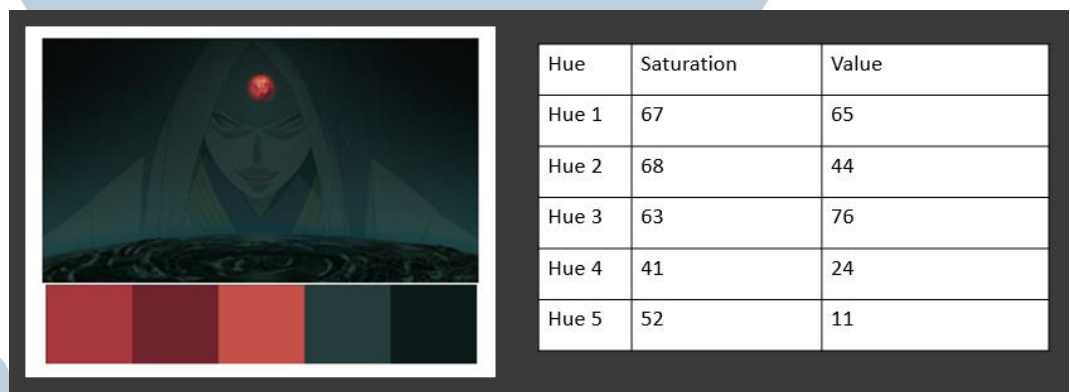 Hue Saturation Value
Hue 1 67 65
Hue 2 68 44
Hue 3 63 76
Hue 4 41 24
Hue 5 52 11